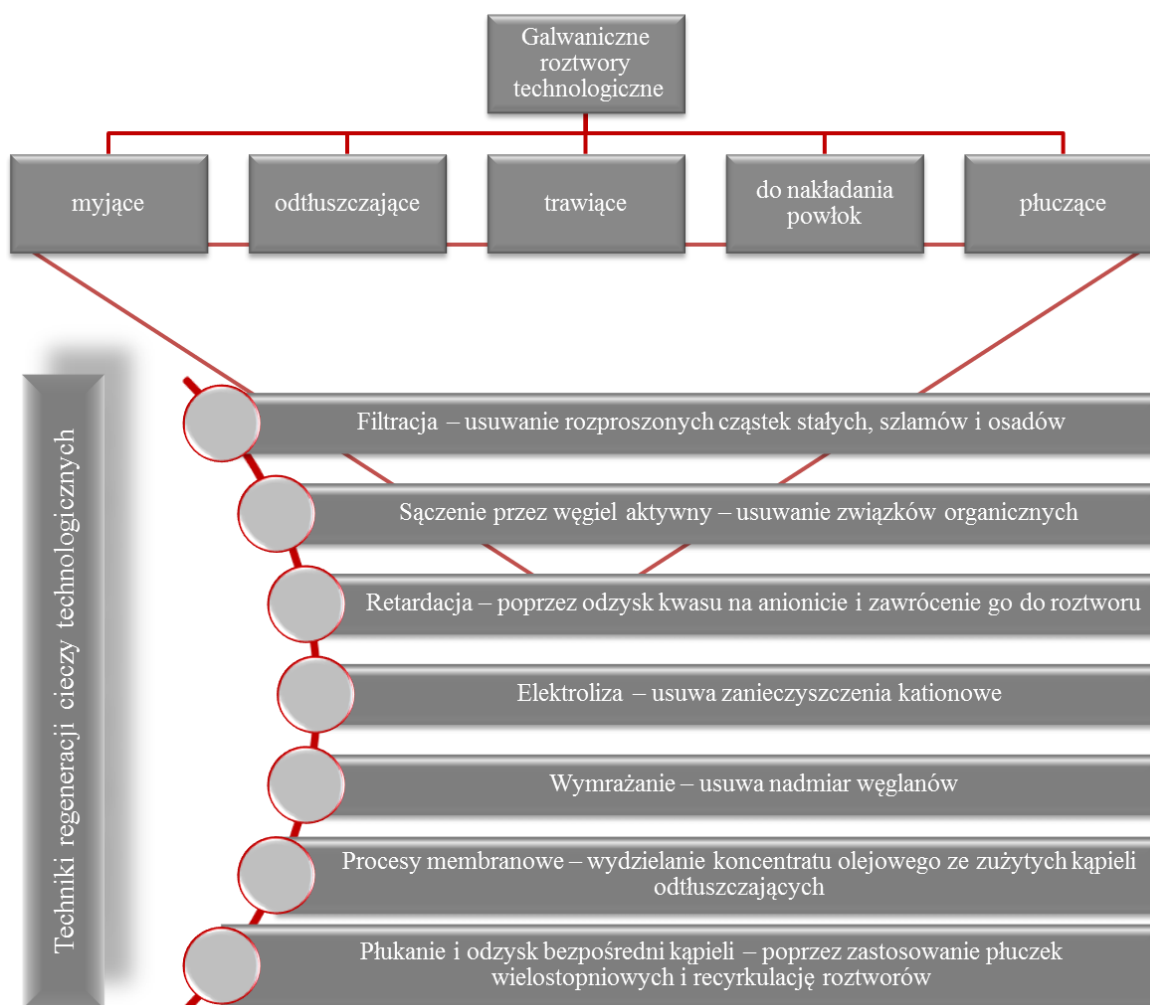 Galwaniczne
roztwory
technologiczne
myjące
odtłuszczające
trawiące
do nakładania
powłok
płuczące
Techniki regeneracji cieczy technologicznych
Filtracja – usuwanie rozproszonych cząstek stałych, szlamów i osadów
Sączenie przez węgiel aktywny – usuwanie związków organicznych
Retardacja – poprzez odzysk kwasu na anionicie i zawrócenie go do roztworu
Elektroliza – usuwa zanieczyszczenia kationowe
Wymrażanie – usuwa nadmiar węglanów
Procesy membranowe – wydzielanie koncentratu olejowego ze zużytych kąpieli
odtłuszczających
Płukanie i odzysk bezpośredni kąpieli – poprzez zastosowanie płuczek
wielostopniowych i recyrkulację roztworów